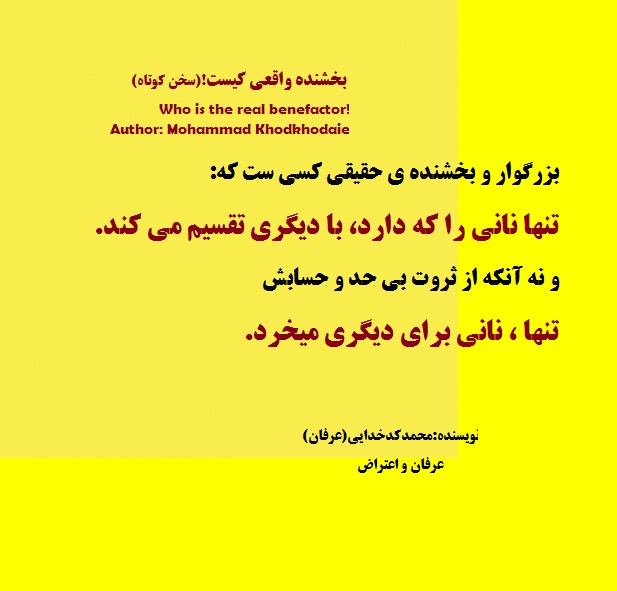 بخشنده واقعی کیست!(سخن کوتاه)
Who is the real benefactor!
Author: Mohammad Khodkhodaie
بزرگوار و بخشنده ی حقیقی کسی ست که:
تنها نانی را که دارد، با دیگری تقسیم می کند.
و نه آنکه از ثروت بی حد و حسابش
تنها ، نانی برای دیگری میخرد.
نویسنده:محمدکدخدایی(عرفان)
عرفان و اعتراض